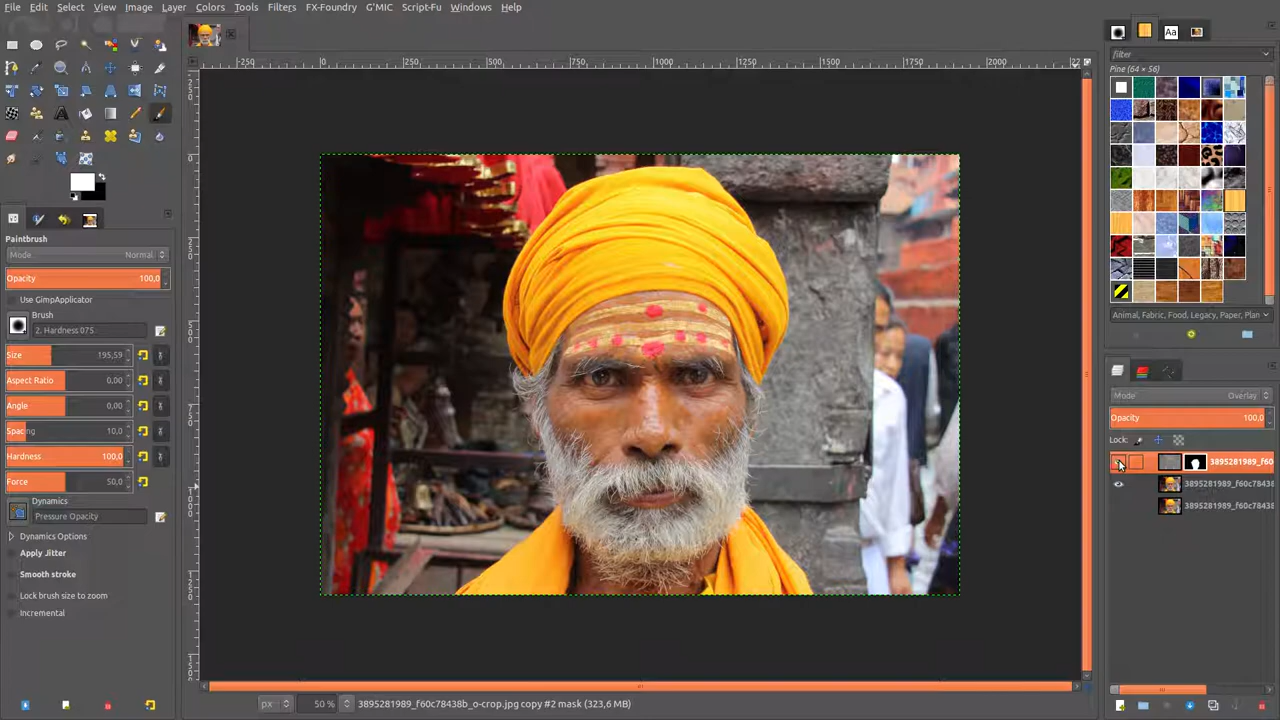 File Edit Select View Image Layer Colors Tools Filters FX-Foundry G'MIC Script-Fu Windows Help
-250 0 250 500 750 1000 1250 1500 1750 2000 22
filter
Pine (64 × 56)
Paintbrush
Mode Normal
Opacity 100,0
Use GimpApplicator
Brush
2. Hardness 075
Size 195,59
Aspect Ratio 0,00
Angle 0,00
Spacing 10,0
Hardness 100,0
Force 50,0
Dynamics
Pressure Opacity
Dynamics Options
Apply Jitter
Smooth stroke
Lock brush size to zoom
Incremental
Animal, Fabric, Food, Legacy, Paper, Plan
Mode Overlay
Opacity 100,0
Lock:
3895281989_f60
3895281989_f60c78438
3895281989_f60c78438
px 50 % 3895281989_f60c78438b_o-crop.jpg copy #2 mask (323,6 MB)